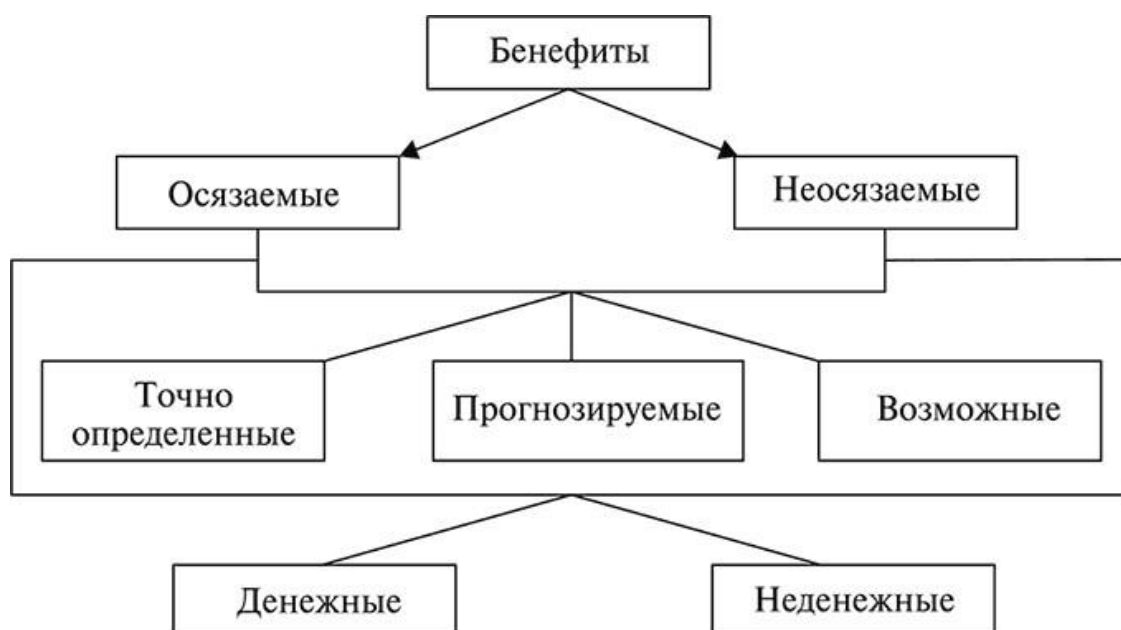 Бенефиты
Осязаемые
Неосязаемые
Точно
определенные
Прогнозируемые
Возможные
Денежные
Неденежные